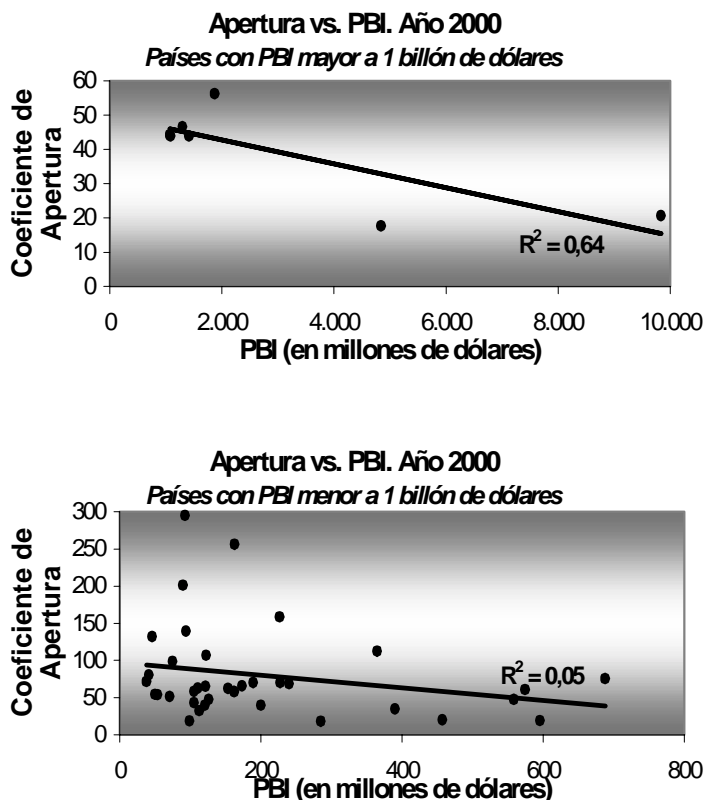 Apertura vs. PBI. Año 2000
Países con PBI mayor a 1 billón de dólares
Coeficiente de
Apertura
60
50
40
30
20
10
0
R² = 0,64
0 2.000 4.000 6.000 8.000 10.000
PBI (en millones de dólares)
Apertura vs. PBI. Año 2000
Países con PBI menor a 1 billón de dólares
Coeficiente de
Apertura
300
250
200
150
100
50
0
R² = 0,05
0 200 400 600 800
PBI (en millones de dólares)